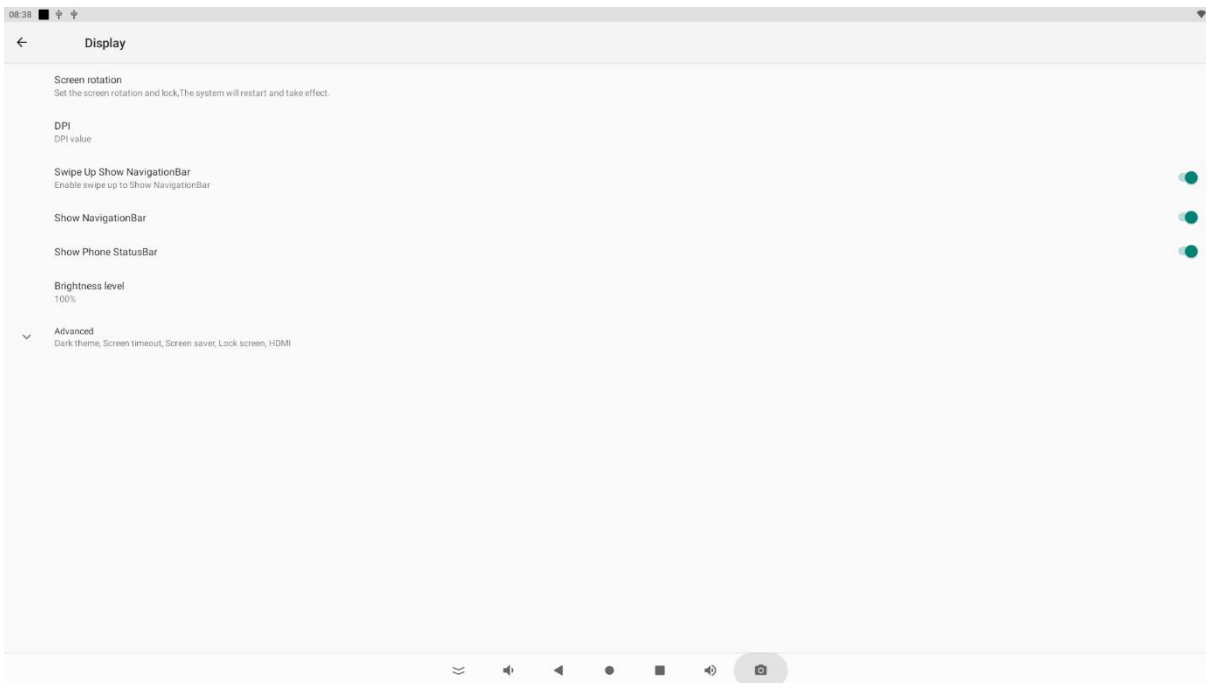 08:38
Display
Screen rotation
Set the screen rotation and lock,The system will restart and take effect.
DPI
DPI value
Swipe Up Show NavigationBar
Enable swipe up to Show NavigationBar
Show NavigationBar
Show Phone StatusBar
Brightness level
100%
Advanced
Dark theme, Screen timeout, Screen saver, Lock screen, HDMI